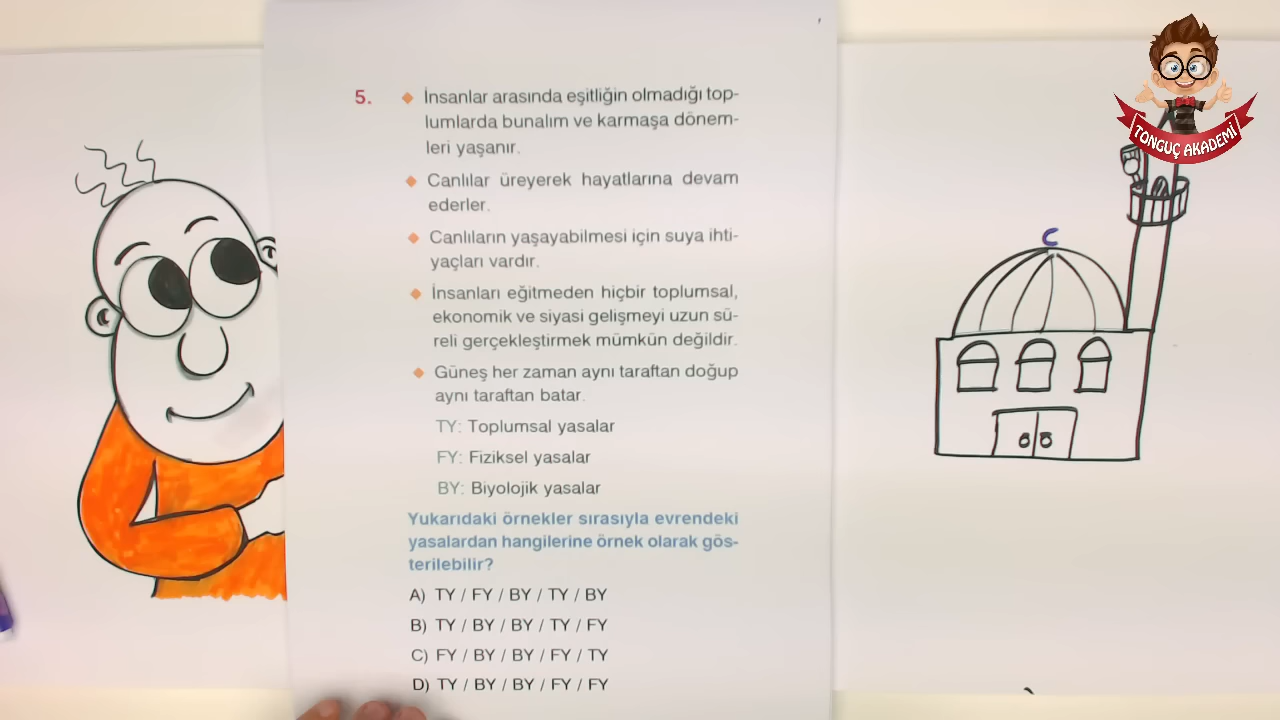 TONGUÇ AKADEMİ
5. ◆ İnsanlar arasında eşitliğin olmadığı top-
lumlarda bunalım ve karmaşa dönem-
leri yaşanır.
◆ Canlılar üreyerek hayatlarına devam
ederler.
◆ Canlıların yaşayabilmesi için suya ihti-
yaçları vardır.
◆ İnsanları eğitmeden hiçbir toplumsal,
ekonomik ve siyasi gelişmeyi uzun sü-
reli gerçekleştirmek mümkün değildir.
◆ Güneş her zaman aynı taraftan doğup
aynı taraftan batar.
TY: Toplumsal yasalar
FY: Fiziksel yasalar
BY: Biyolojik yasalar
Yukarıdaki örnekler sırasıyla evrendeki
yasalardan hangilerine örnek olarak gös-
terilebilir?
A) TY / FY / BY / TY / BY
B) TY / BY / BY / TY / FY
C) FY / BY / BY / FY / TY
D) TY / BY / BY / FY / FY